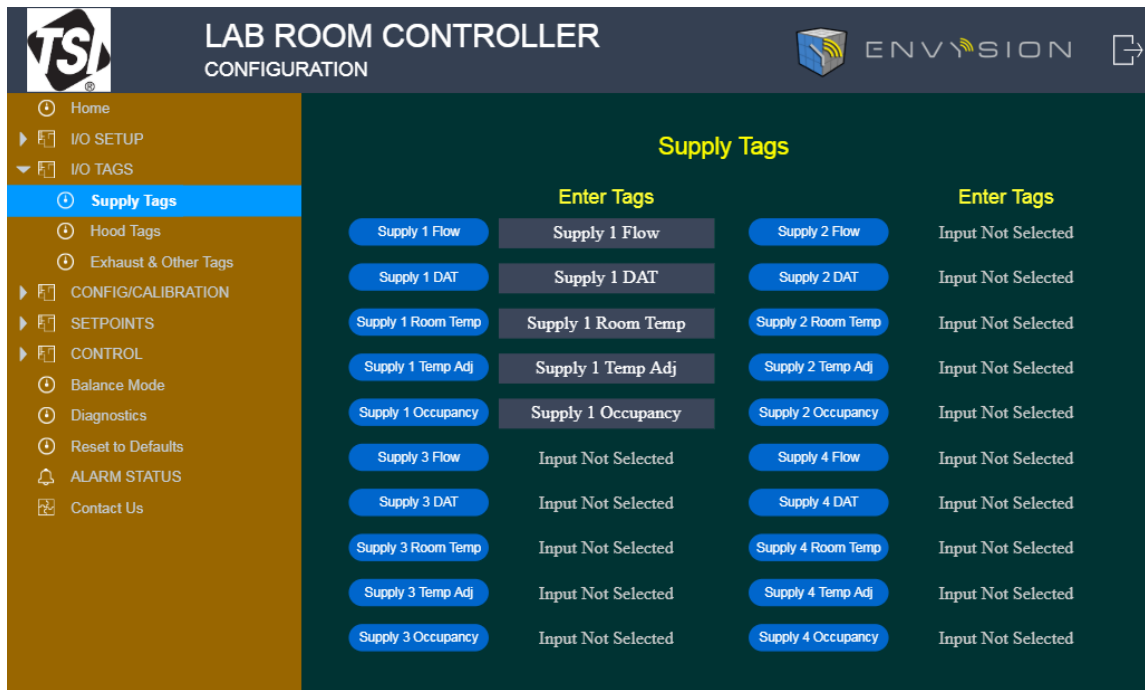 TSI
®
LAB ROOM CONTROLLER
CONFIGURATION
ENVYSION
Home
I/O SETUP
I/O TAGS
Supply Tags
Hood Tags
Exhaust & Other Tags
CONFIG/CALIBRATION
SETPOINTS
CONTROL
Balance Mode
Diagnostics
Reset to Defaults
ALARM STATUS
Contact Us
Supply Tags
Enter Tags Enter Tags
Supply 1 Flow Supply 1 Flow Supply 2 Flow Input Not Selected
Supply 1 DAT Supply 1 DAT Supply 2 DAT Input Not Selected
Supply 1 Room Temp Supply 1 Room Temp Supply 2 Room Temp Input Not Selected
Supply 1 Temp Adj Supply 1 Temp Adj Supply 2 Temp Adj Input Not Selected
Supply 1 Occupancy Supply 1 Occupancy Supply 2 Occupancy Input Not Selected
Supply 3 Flow Input Not Selected Supply 4 Flow Input Not Selected
Supply 3 DAT Input Not Selected Supply 4 DAT Input Not Selected
Supply 3 Room Temp Input Not Selected Supply 4 Room Temp Input Not Selected
Supply 3 Temp Adj Input Not Selected Supply 4 Temp Adj Input Not Selected
Supply 3 Occupancy Input Not Selected Supply 4 Occupancy Input Not Selected